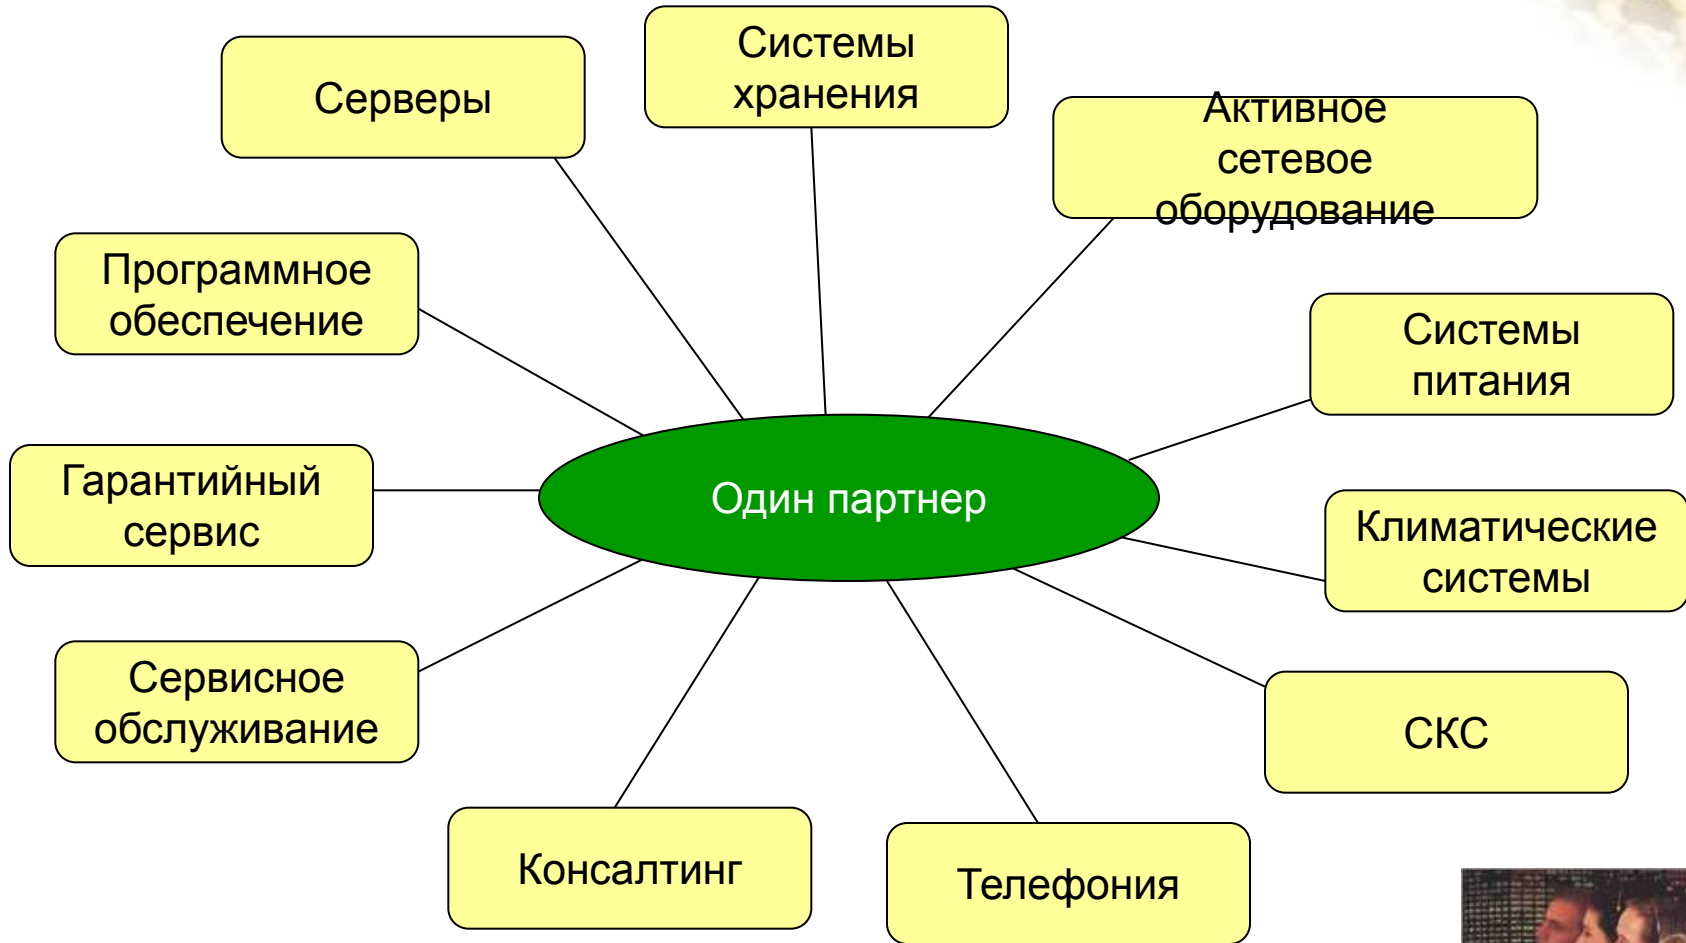 Системы
хранения
Серверы
Активное
сетевое
оборудование
Программное
обеспечение
Системы
питания
Гарантийный
сервис
Один партнер
Климатические
системы
Сервисное
обслуживание
СКС
Консалтинг
Телефония